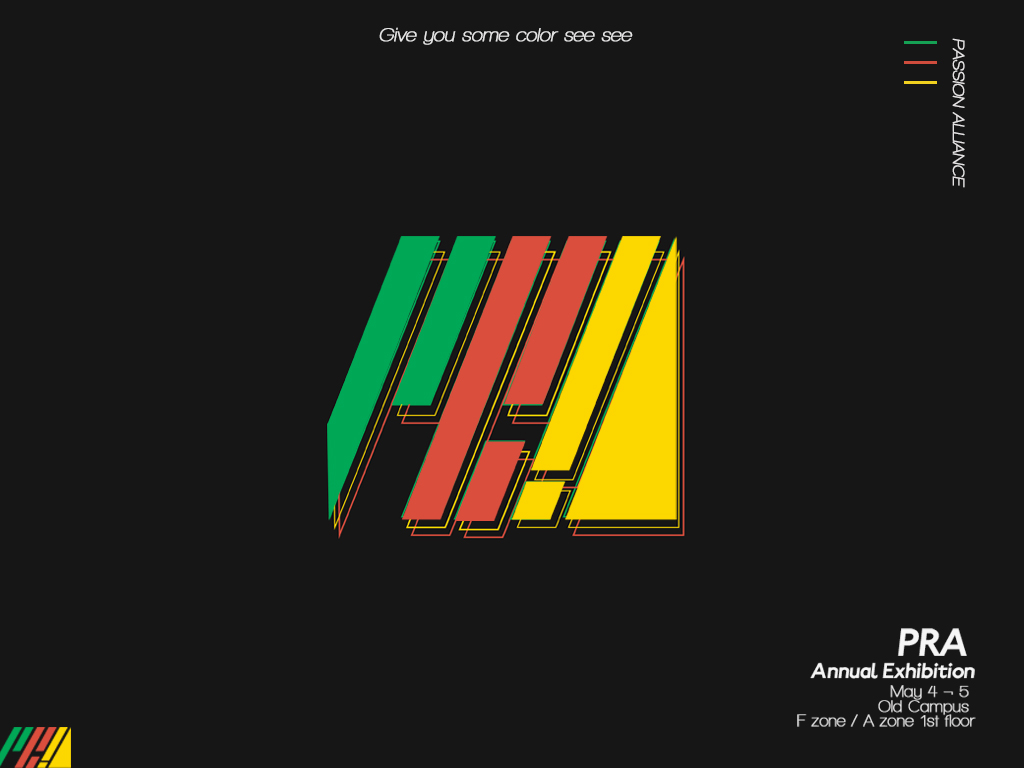 Give you some color see see
PASSION ALLIANCE
PRA
Annual Exhibition
May 4 ¬ 5
Old Campus
F zone / A zone 1st floor